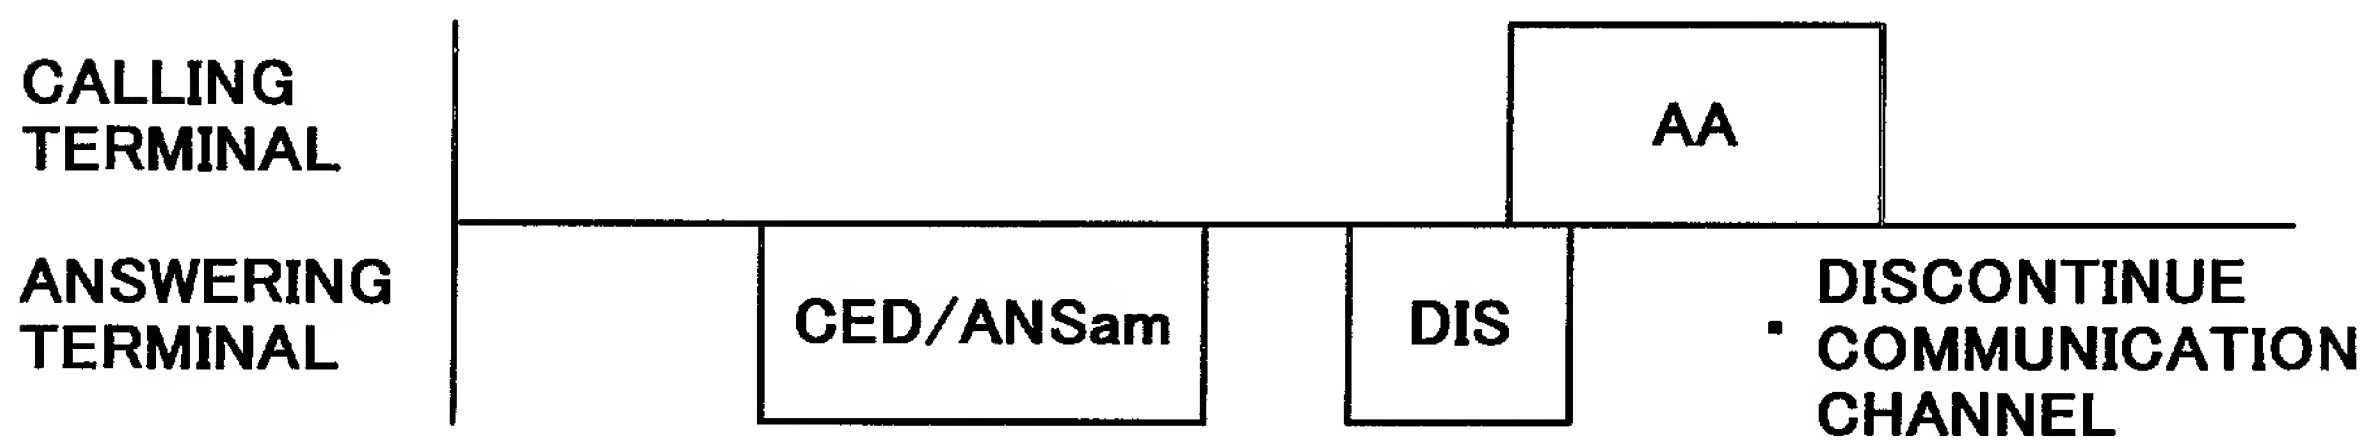 CALLING
TERMINAL
AA
ANSWERING
TERMINAL
CED/ANSam
DIS
· DISCONTINUE
COMMUNICATION
CHANNEL